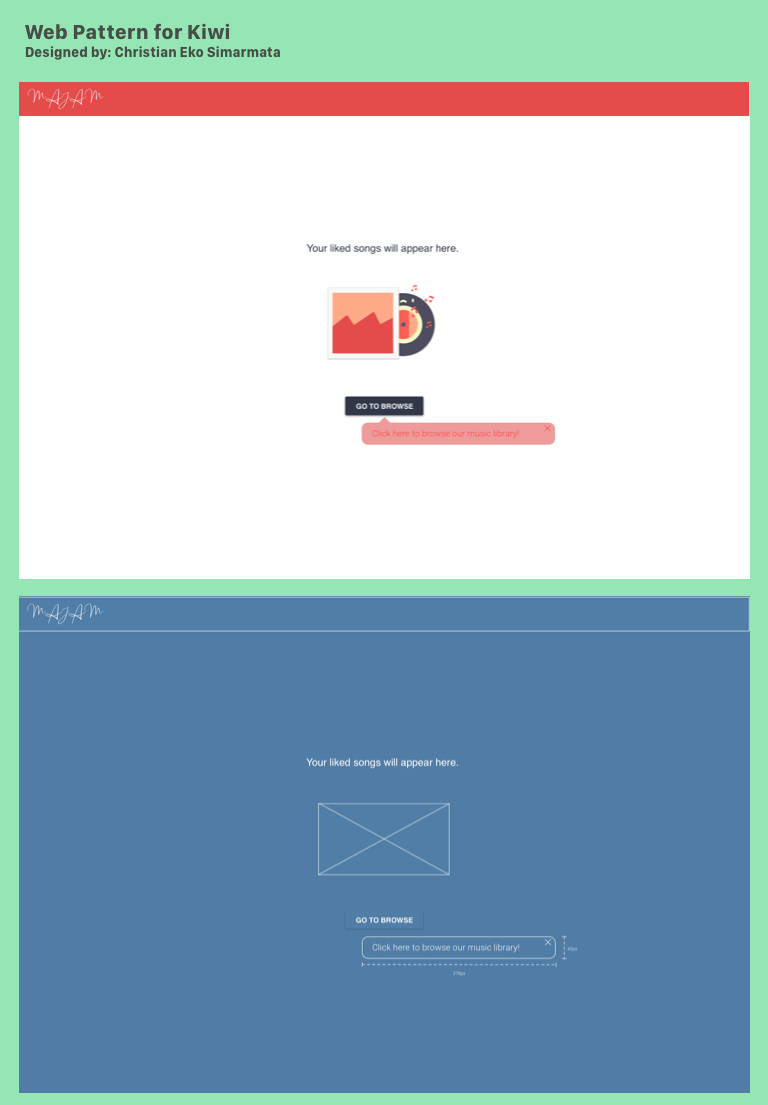 Web Pattern for Kiwi
Designed by: Christian Eko Simarmata
MAJAM
Your liked songs will appear here.
GO TO BROWSE
Click here to browse our music library!
MAJAM
Your liked songs will appear here.
GO TO BROWSE
Click here to browse our music library!